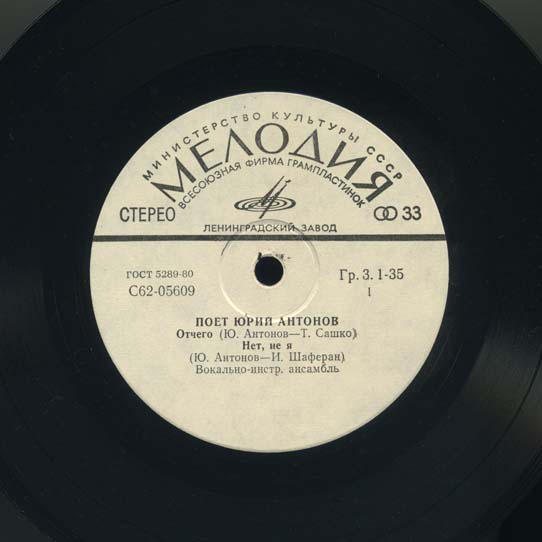 МИНИСТЕРСТВО КУЛЬТУРЫ СССР
МЕЛОДИЯ
ВСЕСОЮЗНАЯ ФИРМА ГРАМПЛАСТИНОК
СТЕРЕО
33
ЛЕНИНГРАДСКИЙ ЗАВОД
ГОСТ 5289-80
Гр. 3. 1-35
С62-05609
1
ПОЕТ ЮРИЙ АНТОНОВ
Отчего (Ю. Антонов—Т. Сашко)
Нет, не я
(Ю. Антонов—И. Шаферан)
Вокально-инстр. ансамбль